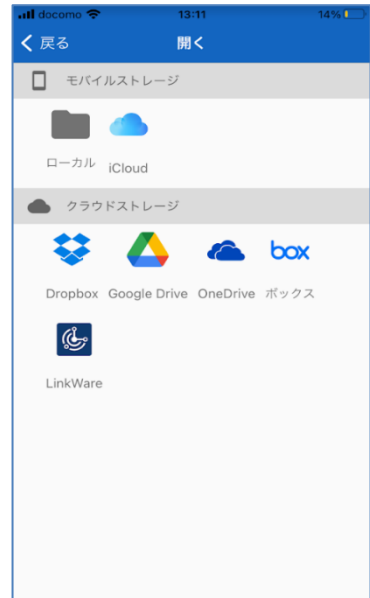 docomo 13:11 14%
戻る 開く
モバイルストレージ
ローカル iCloud
クラウドストレージ
box
Dropbox Google Drive OneDrive ボックス
LinkWare